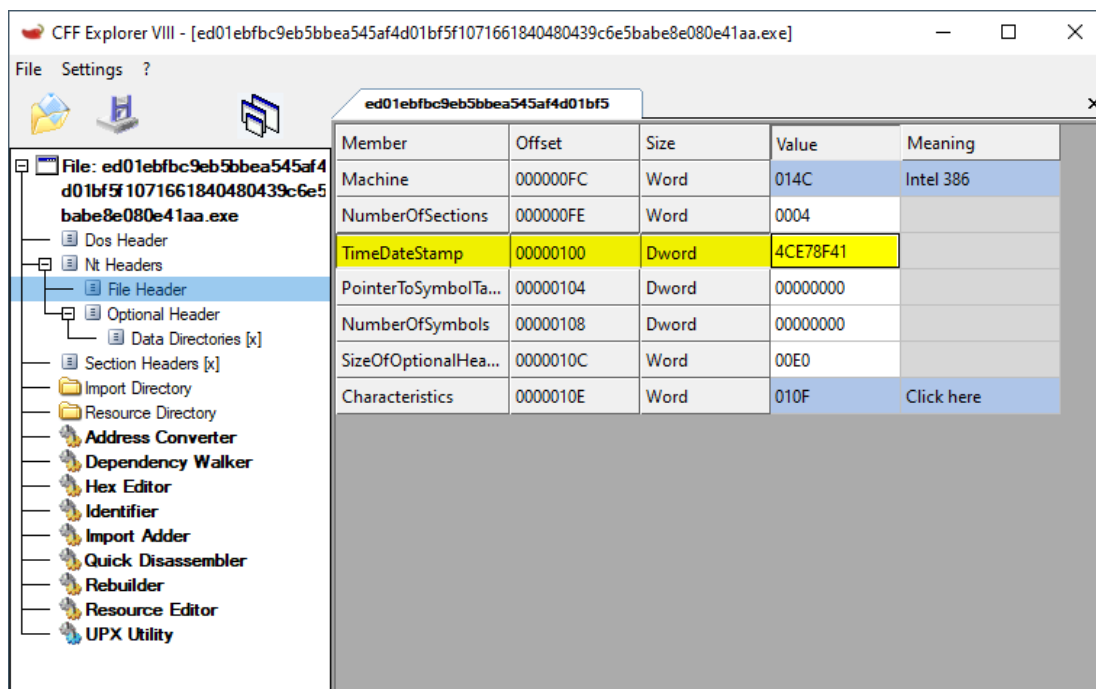 CFF Explorer VIII - [ed01ebfbc9eb5bbea545af4d01bf5f1071661840480439c6e5babe8e080e41aa.exe]
File Settings ?
ed01ebfbc9eb5bbea545af4d01bf5
File: ed01ebfbc9eb5bbea545af4
d01bf5f1071661840480439c6e5
babe8e080e41aa.exe
Dos Header
Nt Headers
File Header
Optional Header
Data Directories [x]
Section Headers [x]
Import Directory
Resource Directory
Address Converter
Dependency Walker
Hex Editor
Identifier
Import Adder
Quick Disassembler
Rebuilder
Resource Editor
UPX Utility
Member Offset Size Value Meaning
Machine 000000FC Word 014C Intel 386
NumberOfSections 000000FE Word 0004
TimeDateStamp 00000100 Dword 4CE78F41
PointerToSymbolTa... 00000104 Dword 00000000
NumberOfSymbols 00000108 Dword 00000000
SizeOfOptionalHea... 0000010C Word 00E0
Characteristics 0000010E Word 010F Click here